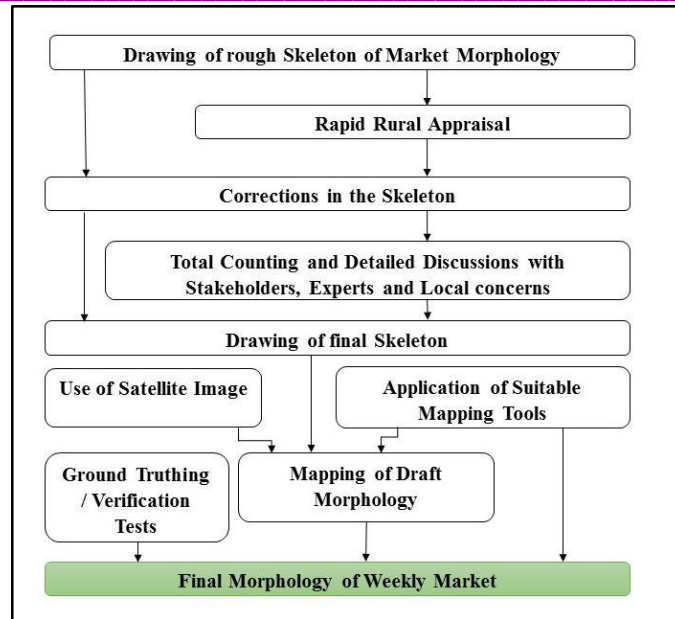 Drawing of rough Skeleton of Market Morphology
Rapid Rural Appraisal
Corrections in the Skeleton
Total Counting and Detailed Discussions with
Stakeholders, Experts and Local concerns
Drawing of final Skeleton
Use of Satellite Image
Application of Suitable
Mapping Tools
Ground Truthing
/ Verification
Tests
Mapping of Draft
Morphology
Final Morphology of Weekly Market